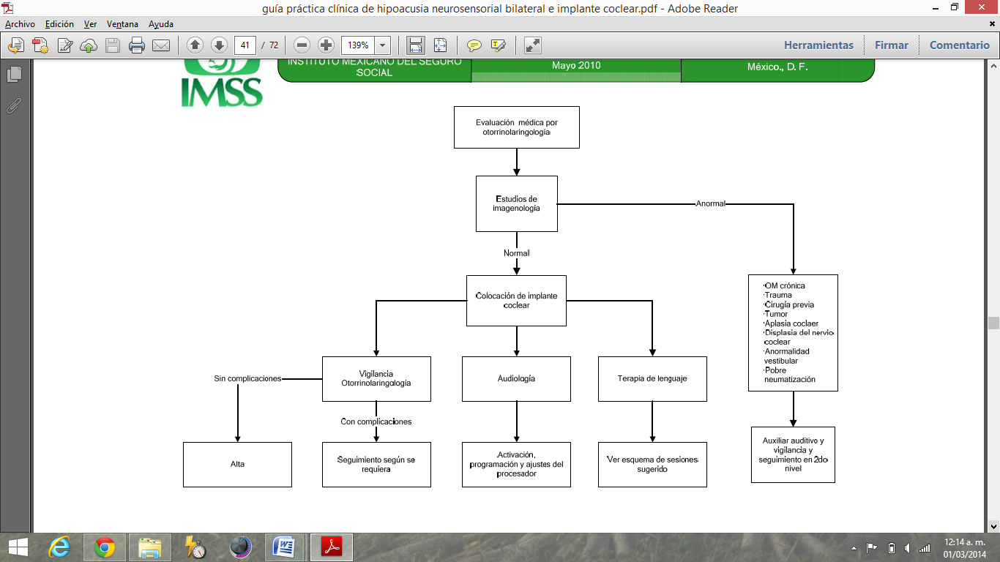 guía práctica clínica de hipoacusia neurosensorial bilateral e implante coclear.pdf - Adobe Reader
Archivo Edición Ver Ventana Ayuda
41 / 72 139% Herramientas Firmar Comentario
IMSS
INSTITUTO MEXICANO DEL SEGURO
SOCIAL
Mayo 2010
México., D. F.
Evaluación médica por
otorrinolaringología
Estudios de
imagenología
Anormal
Normal
Colocación de implante
coclear
·OM crónica
·Trauma
·Cirugía previa
·Tumor
·Aplasia coclaer
·Displasia del nervio
coclear
·Anormalidad
vestibular
·Pobre
neumatización
Sin complicaciones
Vigilancia
Otorrinolaringología
Audiología
Terapia de lenguaje
Con complicaciones
Alta
Seguimiento según se
requiera
Activación,
programación y ajustes del
procesador
Ver esquema de sesiones
sugerido
Auxiliar auditivo y
vigilancia y
seguimiento en 2do
nivel
12:14 a. m.
01/03/2014